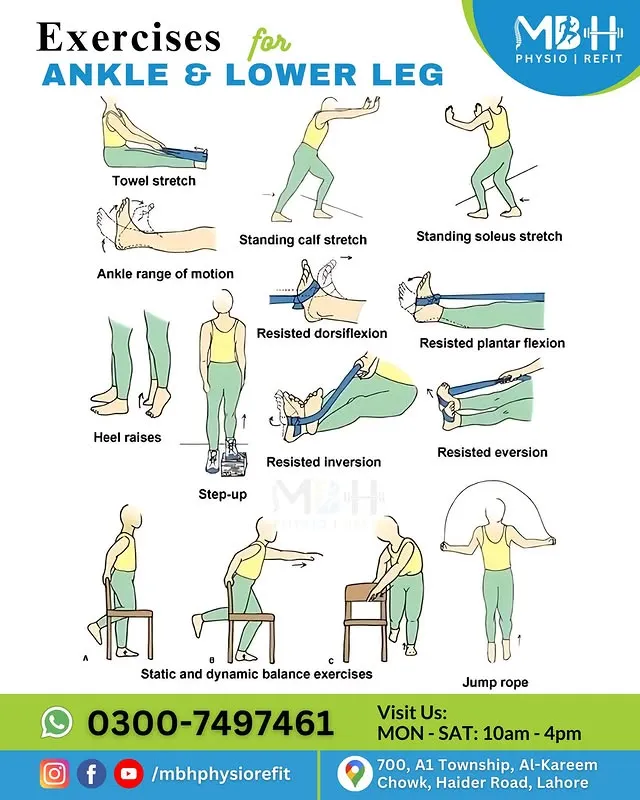 Exercises for
ANKLE & LOWER LEG
MBH
PHYSIO | REFIT
Towel stretch
Standing calf stretch
Standing soleus stretch
Ankle range of motion
Resisted dorsiflexion
Resisted plantar flexion
Heel raises
Step-up
Resisted inversion
Resisted eversion
MBH
PHYSIO | REFIT
A
B
C
Static and dynamic balance exercises
Jump rope
0300-7497461
Visit Us:
MON - SAT: 10am - 4pm
/mbhphysiorefit
700, A1 Township, Al-Kareem
Chowk, Haider Road, Lahore